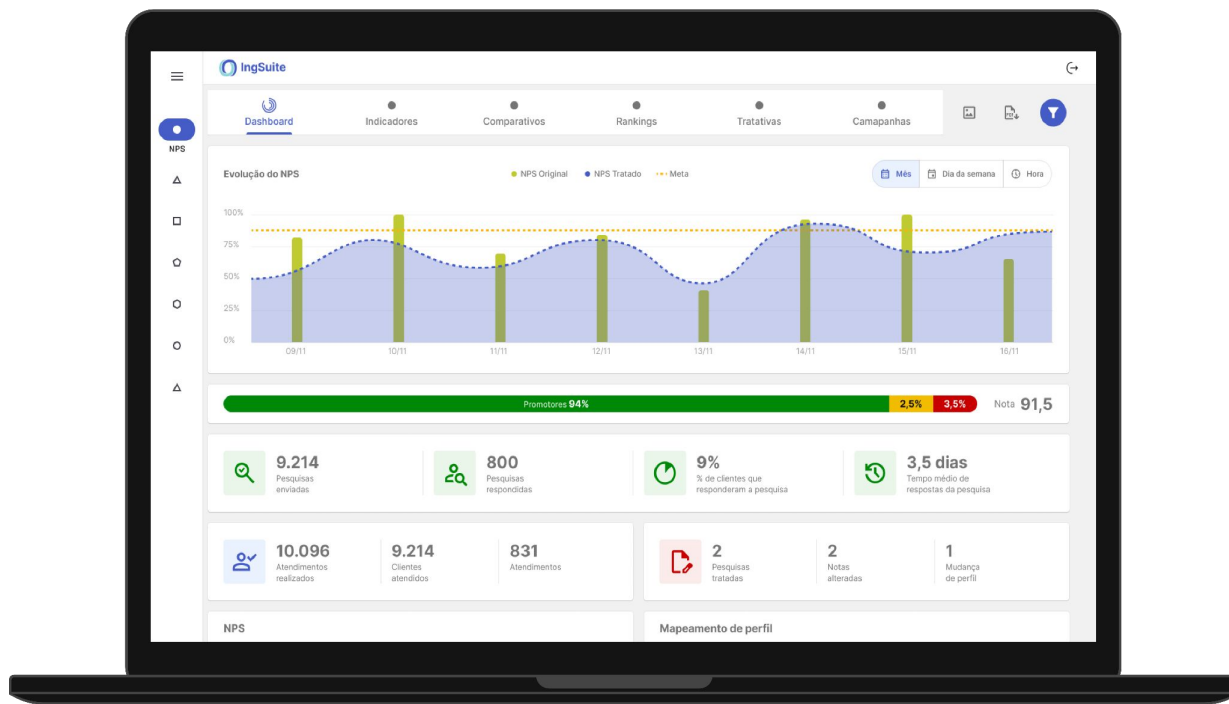 IngSuite
Dashboard
Indicadores
Comparativos
Rankings
Tratativas
Camapanhas
NPS
Evolução do NPS
NPS Original
NPS Tratado
Meta
Mês
Dia da semana
Hora
100%
75%
50%
25%
0%
09/11
10/11
11/11
12/11
13/11
14/11
15/11
16/11
Promotores 94%
2,5%
3,5%
Nota 91,5
9.214
Pesquisas
enviadas
800
Pesquisas
respondidas
9%
% de clientes que
responderam a pesquisa
3,5 dias
Tempo médio de
respostas da pesquisa
10.096
Atendimentos
realizados
9.214
Clientes
atendidos
831
Atendimentos
2
Pesquisas
tratadas
2
Notas
alteradas
1
Mudança
de perfil
NPS
Mapeamento de perfil